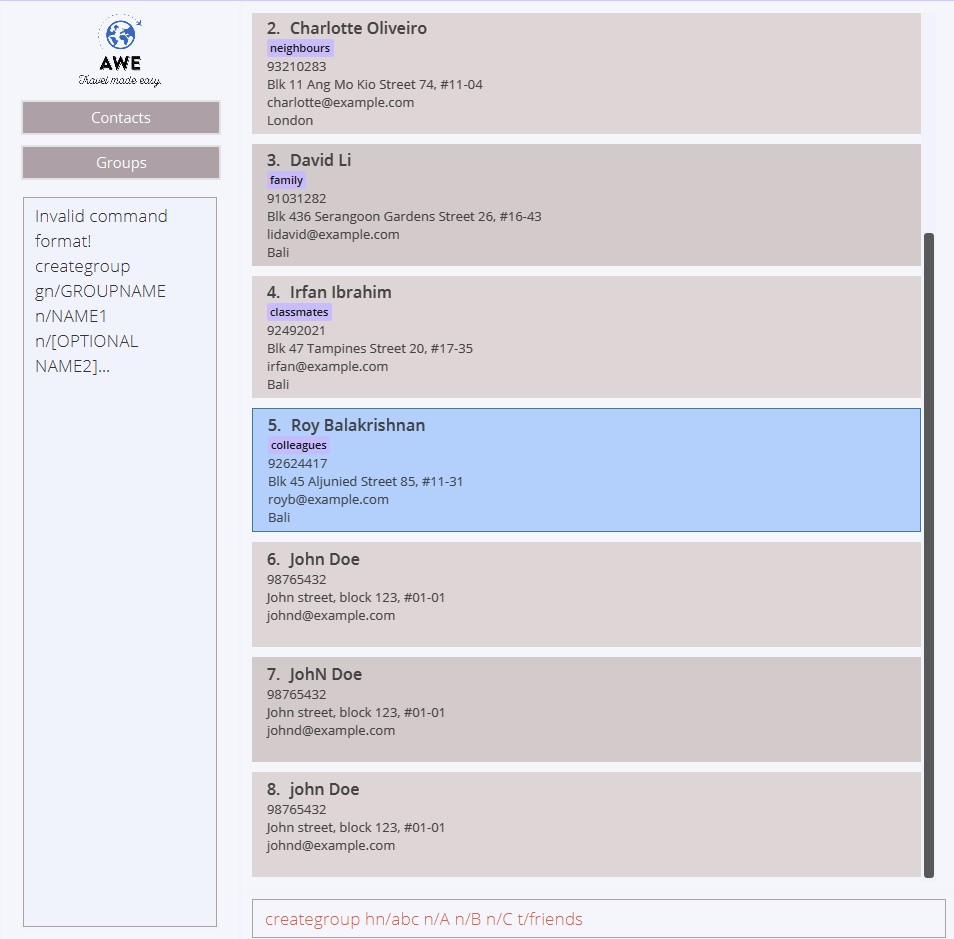 AWE
Travel made easy.
Contacts
Groups
Invalid command
format!
creategroup
gn/GROUPNAME
n/NAME1
n/[OPTIONAL
NAME2]...
2. Charlotte Oliveiro
neighbours
93210283
Blk 11 Ang Mo Kio Street 74, #11-04
charlotte@example.com
London
3. David Li
family
91031282
Blk 436 Serangoon Gardens Street 26, #16-43
lidavid@example.com
Bali
4. Irfan Ibrahim
classmates
92492021
Blk 47 Tampines Street 20, #17-35
irfan@example.com
Bali
5. Roy Balakrishnan
colleagues
92624417
Blk 45 Aljunied Street 85, #11-31
royb@example.com
Bali
6. John Doe
98765432
John street, block 123, #01-01
johnd@example.com
7. JohN Doe
98765432
John street, block 123, #01-01
johnd@example.com
8. john Doe
98765432
John street, block 123, #01-01
johnd@example.com
creategroup hn/abc n/A n/B n/C t/friends